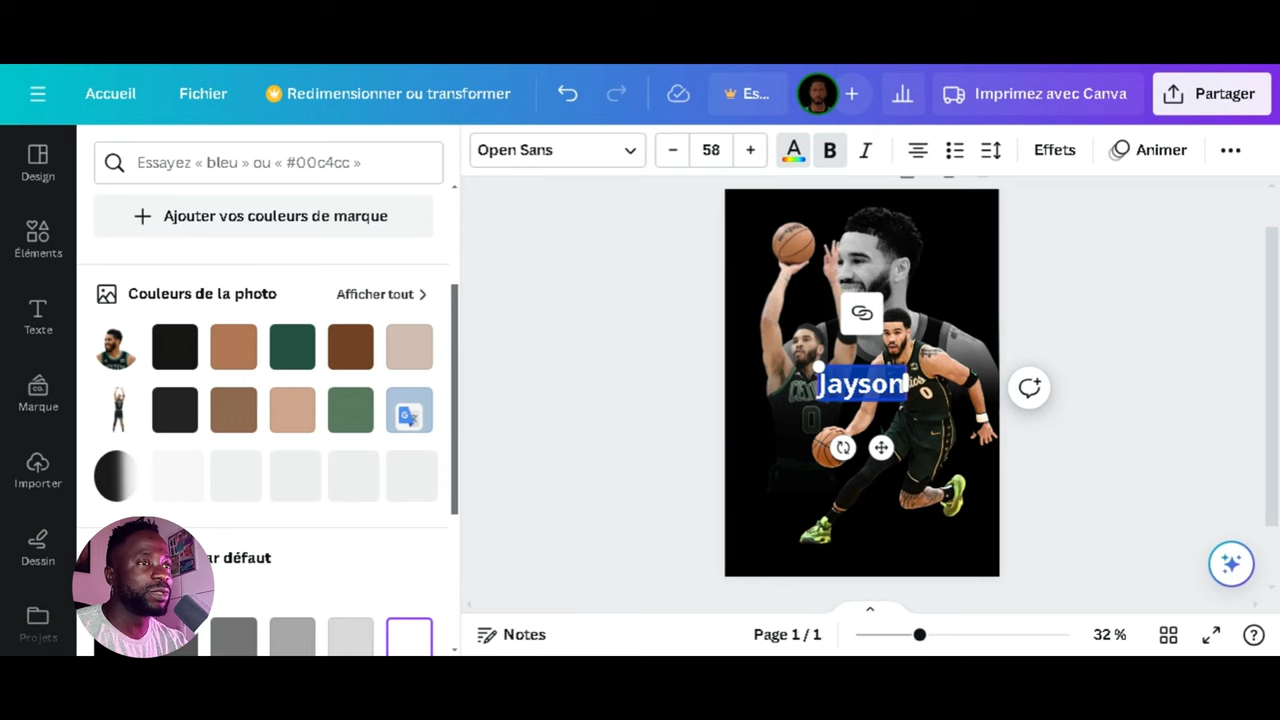 Accueil
Fichier
Redimensionner ou transformer
Es...
Imprimez avec Canva
Partager
Design
Éléments
Texte
Marque
Importer
Dessin
Projets
Essayez « bleu » ou « #00c4cc »
Ajouter vos couleurs de marque
Couleurs de la photo
Afficher tout
ar défaut
Open Sans
58
A
B
I
Effets
Animer
Jayson
0
0
Notes
Page 1 / 1
32 %